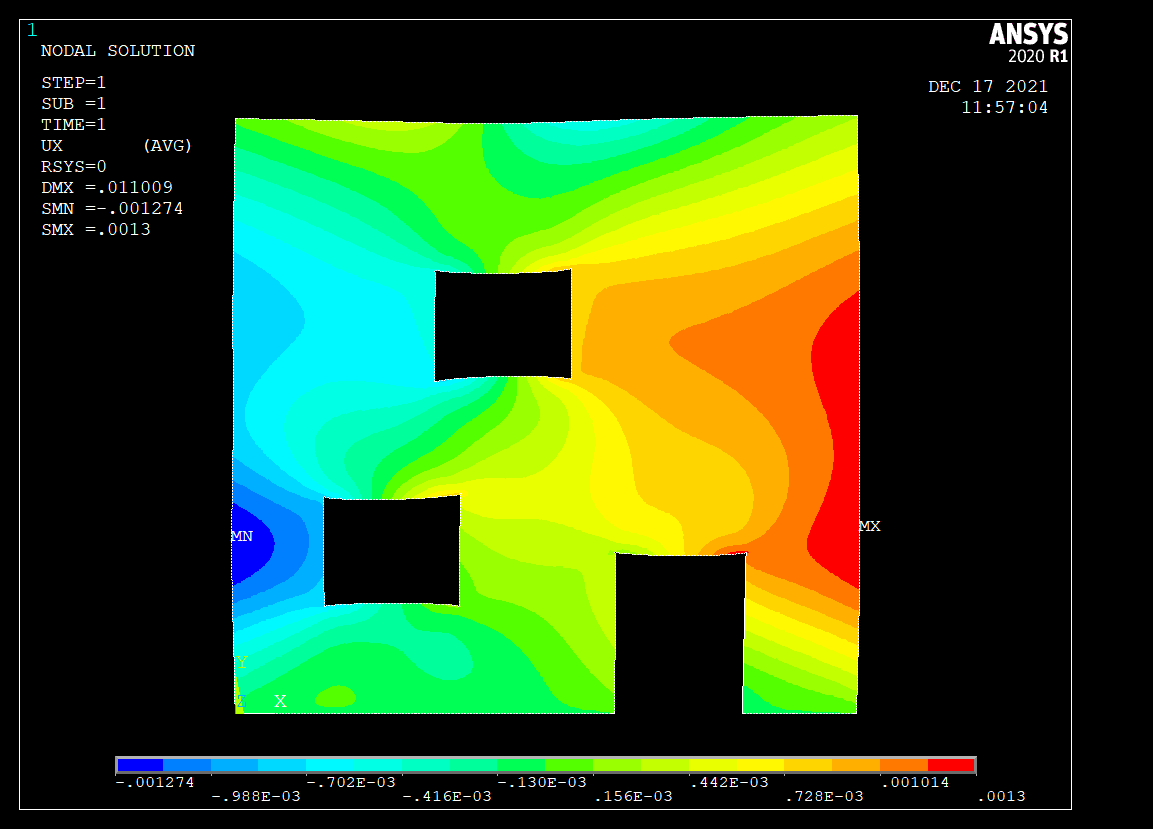 1
ANSYS
2020 R1
NODAL SOLUTION
STEP=1
SUB =1
TIME=1
UX (AVG)
RSYS=0
DMX =.011009
SMN =-.001274
SMX =.0013
DEC 17 2021
11:57:04
MX
MN
Y
Z X
-.001274 -.702E-03 -.130E-03 .442E-03 .001014
-.988E-03 -.416E-03 .156E-03 .728E-03 .0013